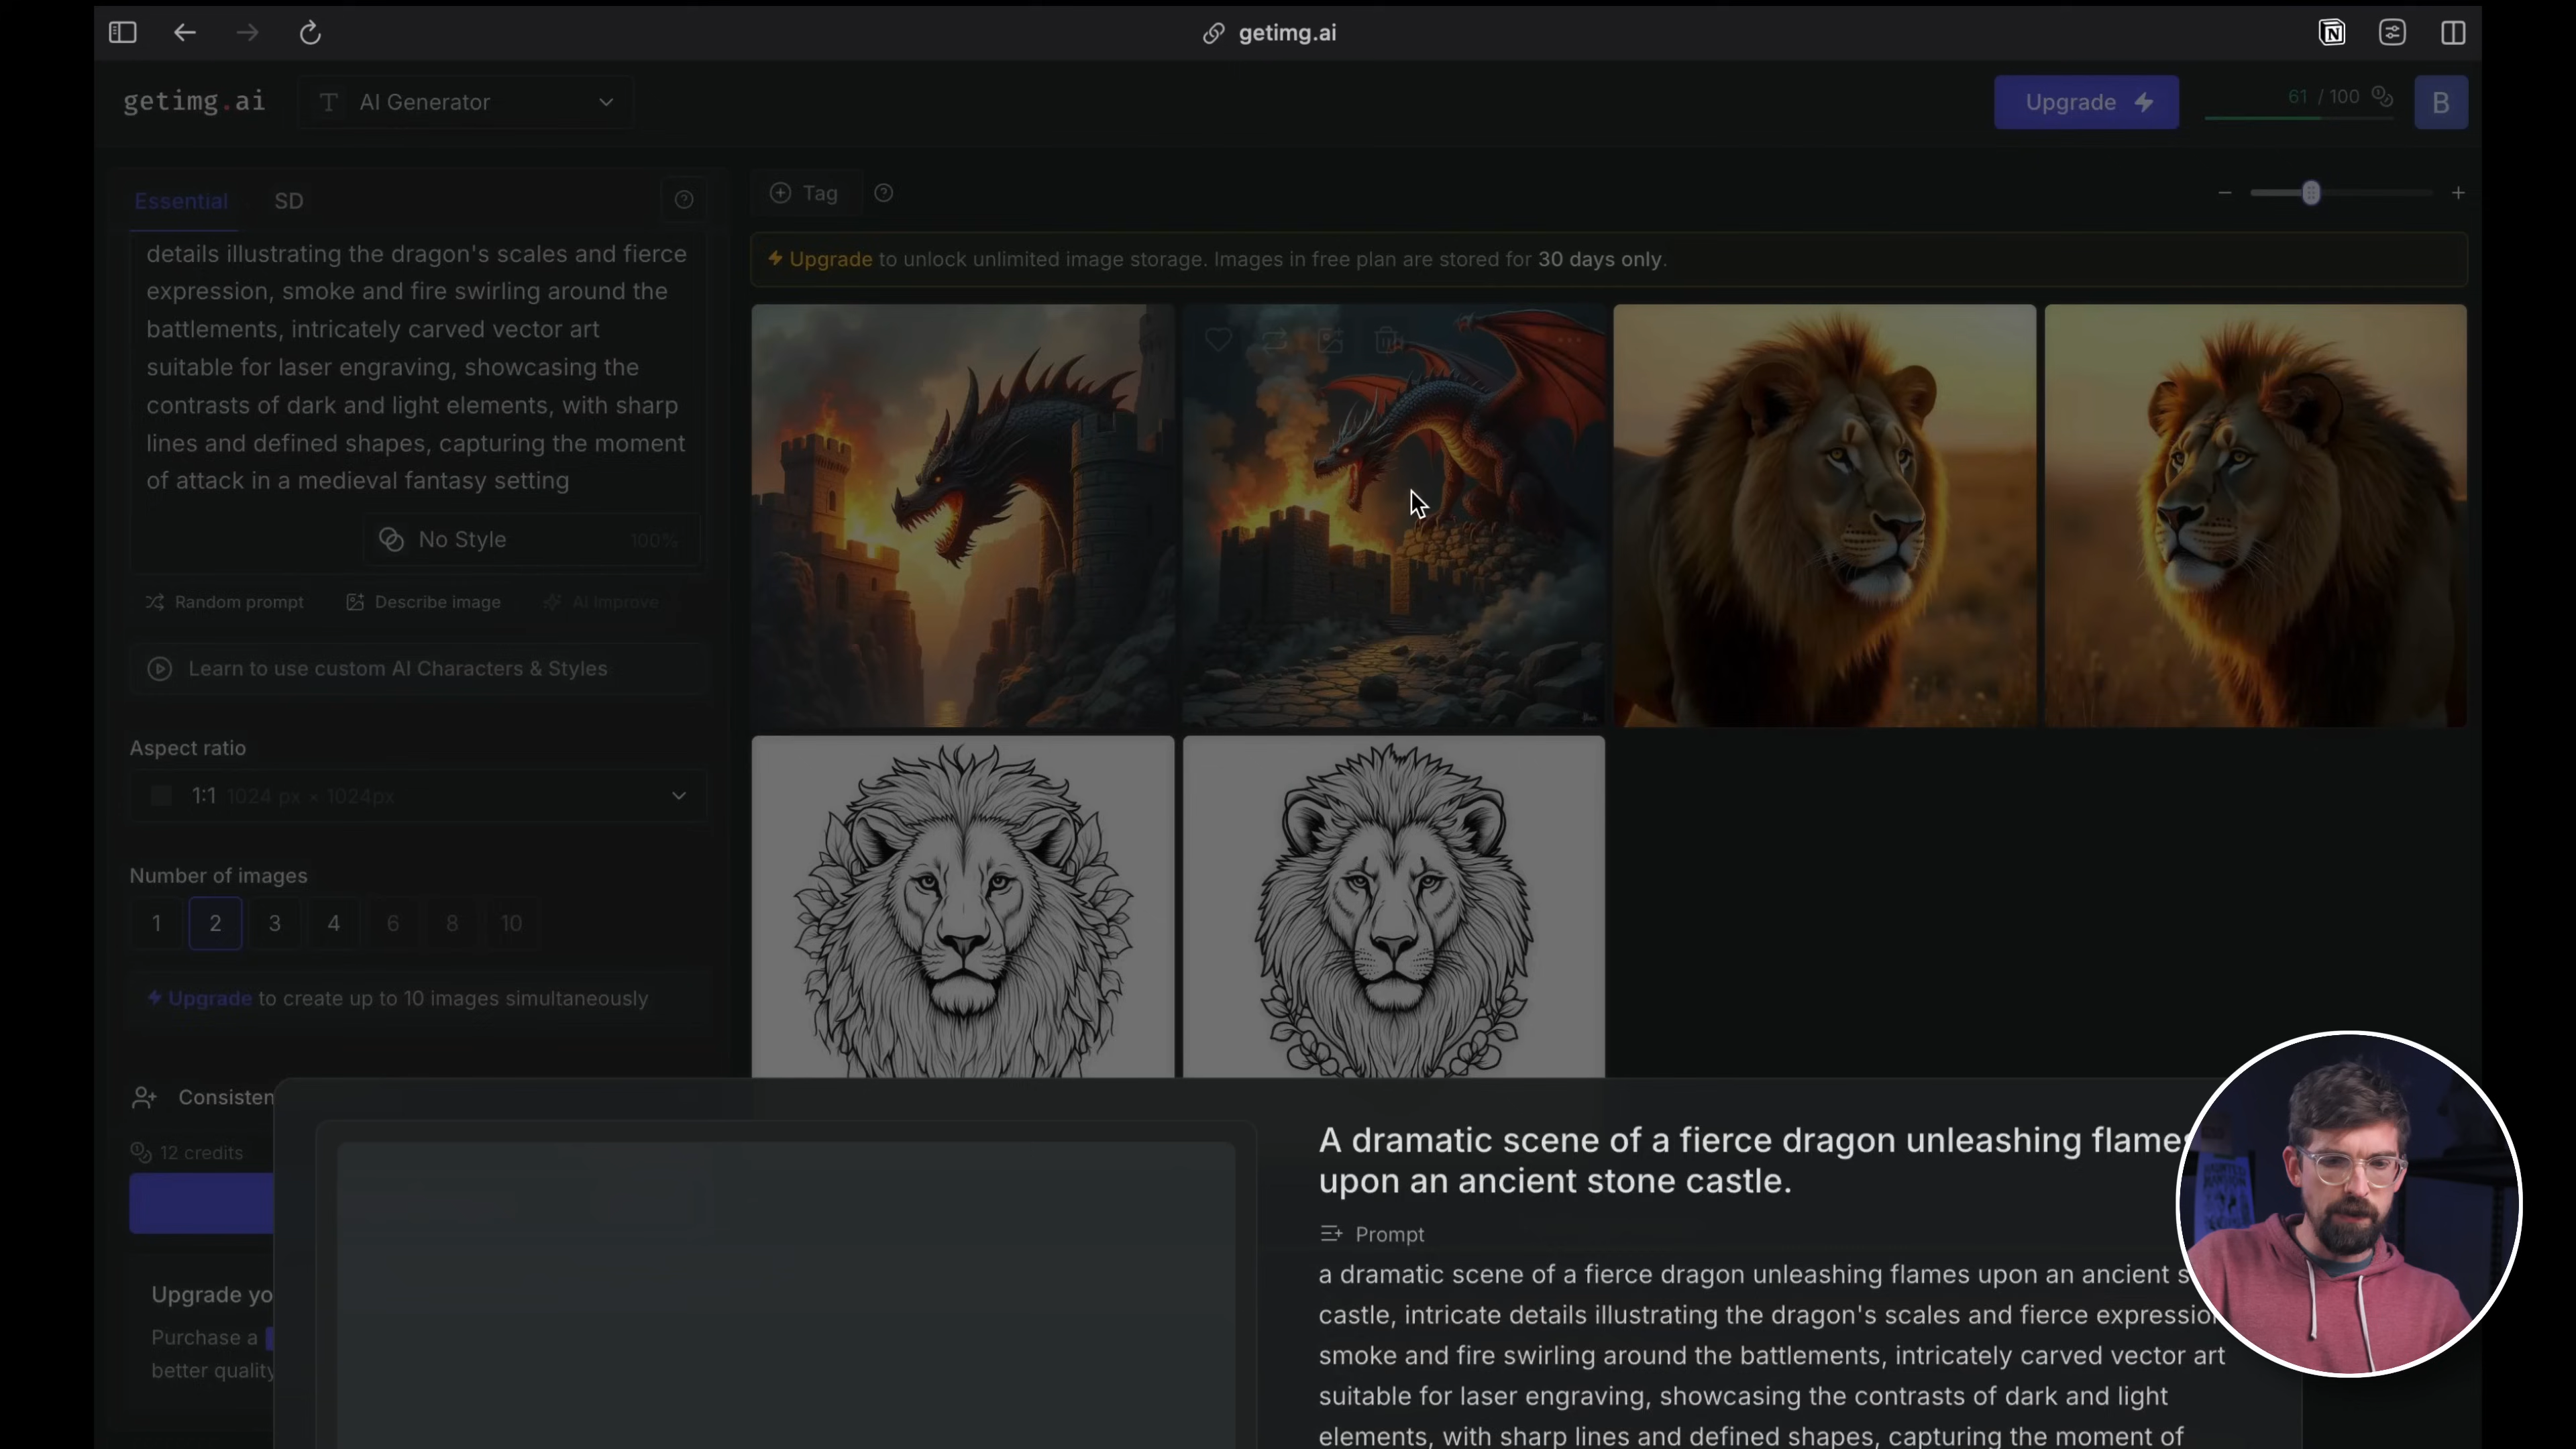 getimg.ai
getimg.ai
AI Generator
Upgrade
61 / 100
B
Essential
SD
Tag
details illustrating the dragon's scales and fierce
expression, smoke and fire swirling around the
battlements, intricately carved vector art
suitable for laser engraving, showcasing the
contrasts of dark and light elements, with sharp
lines and defined shapes, capturing the moment
of attack in a medieval fantasy setting
No Style 100%
Random prompt
Describe image
AI Improve
Learn to use custom AI Characters & Styles
Aspect ratio
1:1 1024 px × 1024px
Number of images
1 2 3 4 6 8 10
Upgrade to create up to 10 images simultaneously
Consisten
12 credits
Upgrade yo
Purchase a
better quality
Upgrade to unlock unlimited image storage. Images in free plan are stored for 30 days only.
A dramatic scene of a fierce dragon unleashing flames
upon an ancient stone castle.
Prompt
a dramatic scene of a fierce dragon unleashing flames upon an ancient s
castle, intricate details illustrating the dragon's scales and fierce expression
smoke and fire swirling around the battlements, intricately carved vector art
suitable for laser engraving, showcasing the contrasts of dark and light
elements, with sharp lines and defined shapes, capturing the moment of